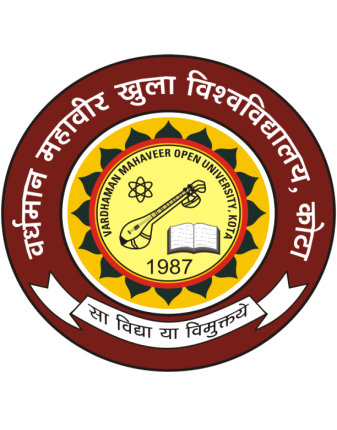 वर्धमान महावीर खुला विश्वविद्यालय, कोटा
VARDHAMAN MAHAVEER OPEN UNIVERSITY, KOTA
1987
सा विद्या या विमुक्तये